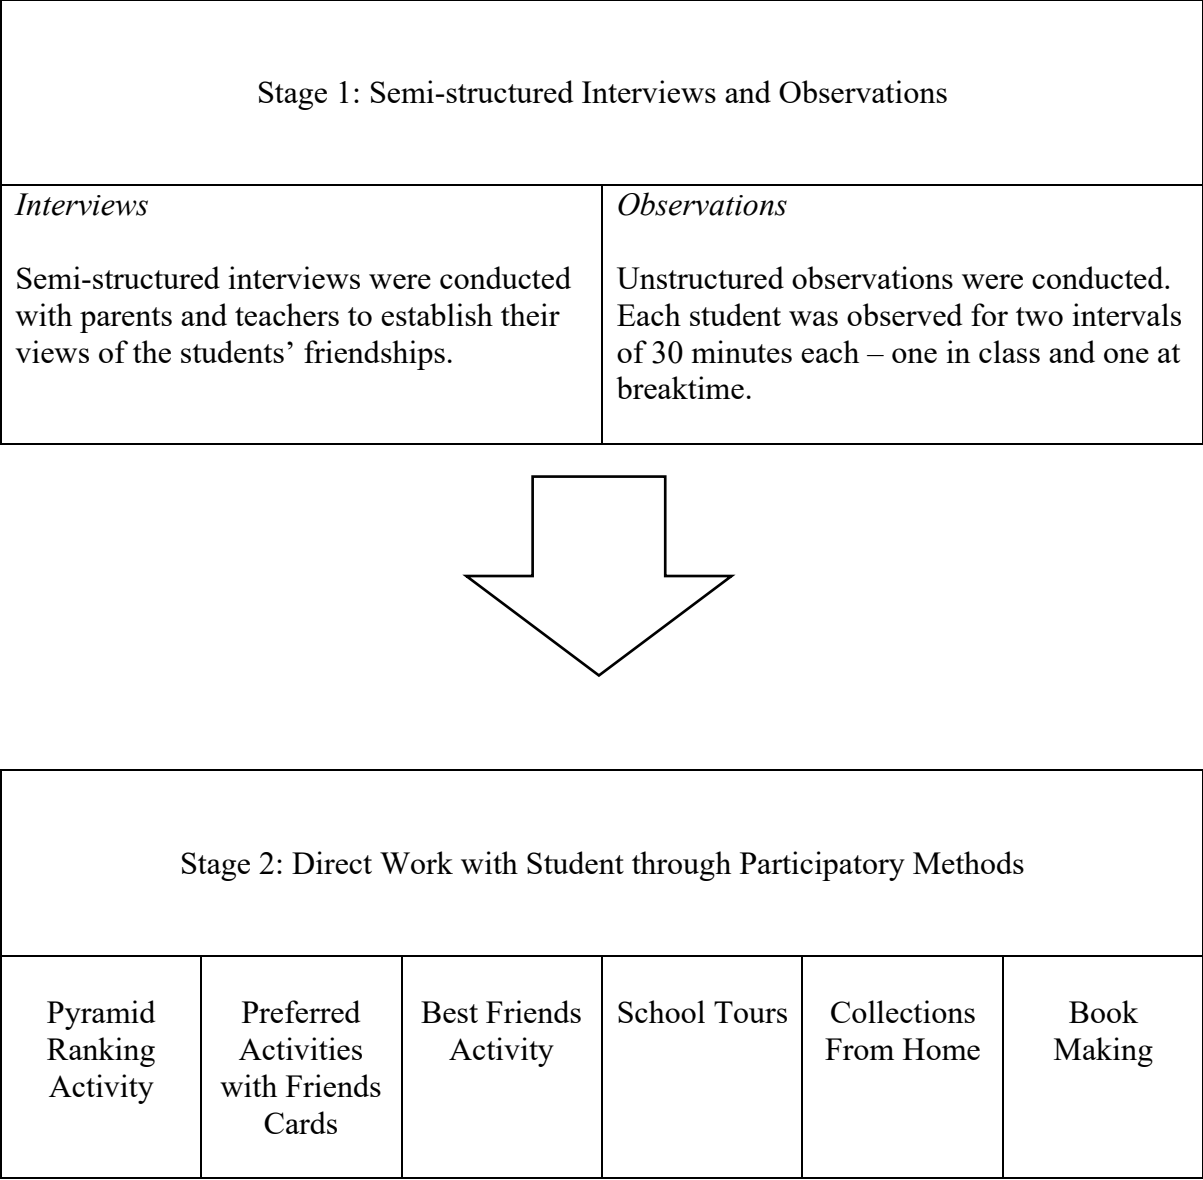 Stage 1: Semi-structured Interviews and Observations
Interviews
Semi-structured interviews were conducted
with parents and teachers to establish their
views of the students’ friendships.
Observations
Unstructured observations were conducted.
Each student was observed for two intervals
of 30 minutes each – one in class and one at
breaktime.
Stage 2: Direct Work with Student through Participatory Methods
Pyramid
Ranking
Activity
Preferred
Activities
with Friends
Cards
Best Friends
Activity
School Tours
Collections
From Home
Book
Making